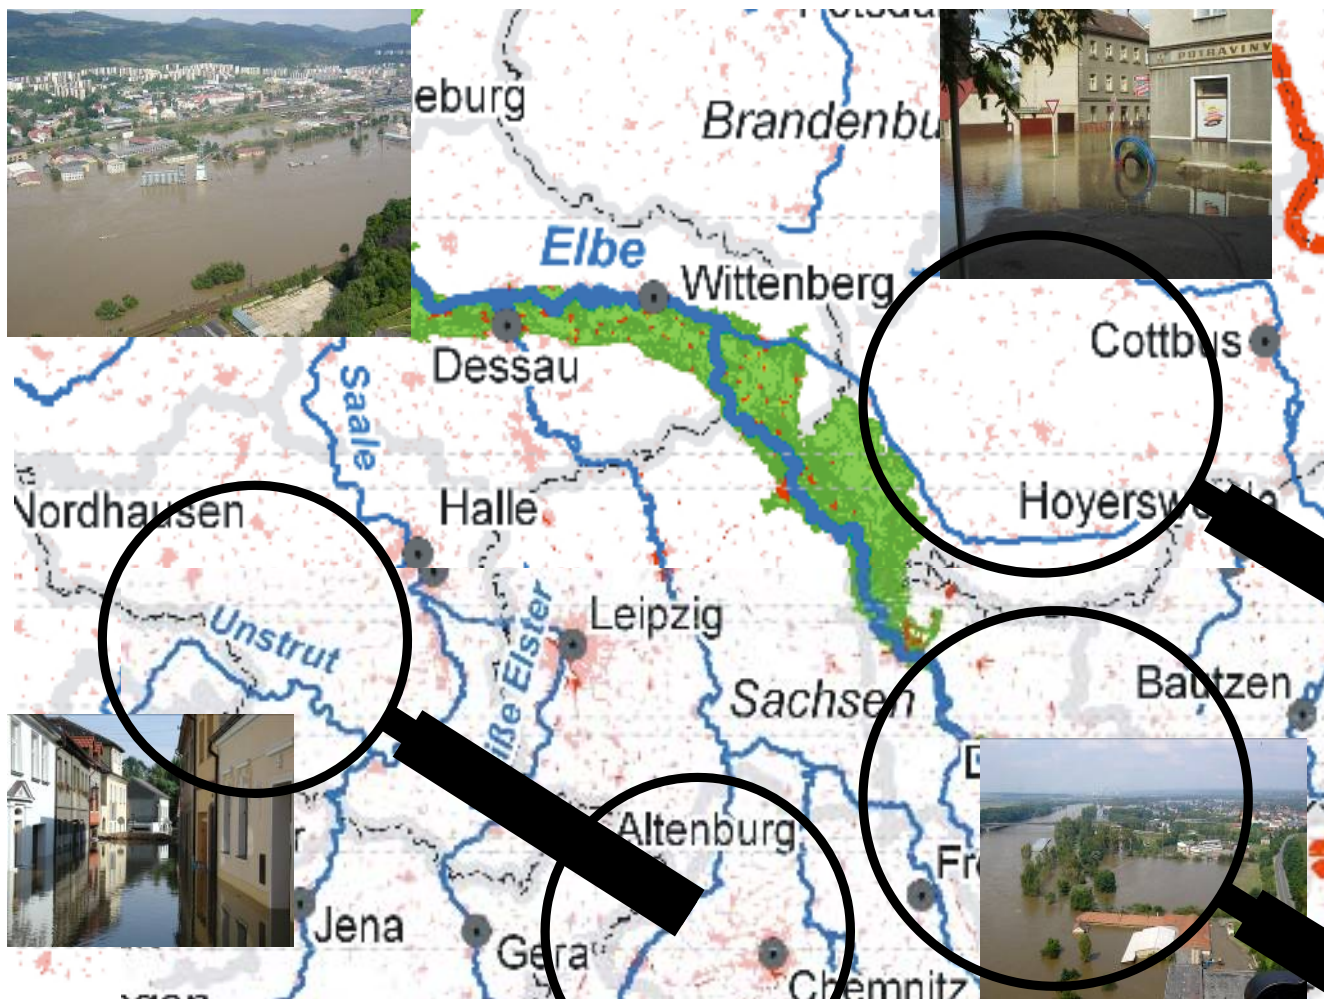 eburg
Brandenbu
POTRAVINY
Elbe
Wittenberg
Cottbus
Dessau
Saale
Nordhausen
Halle
Leipzig
Unstrut
iße Elster
Sachsen
Bautzen
D
Altenburg
Fr
Jena
Gera
Chemnitz